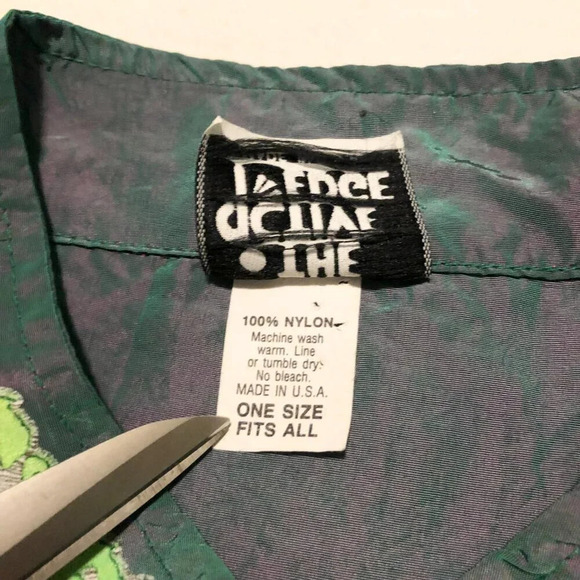 EDGE
THE
100% NYLON
Machine wash
warm. Line
or tumble dry.
No bleach.
MADE IN U.S.A.
ONE SIZE
FITS ALL